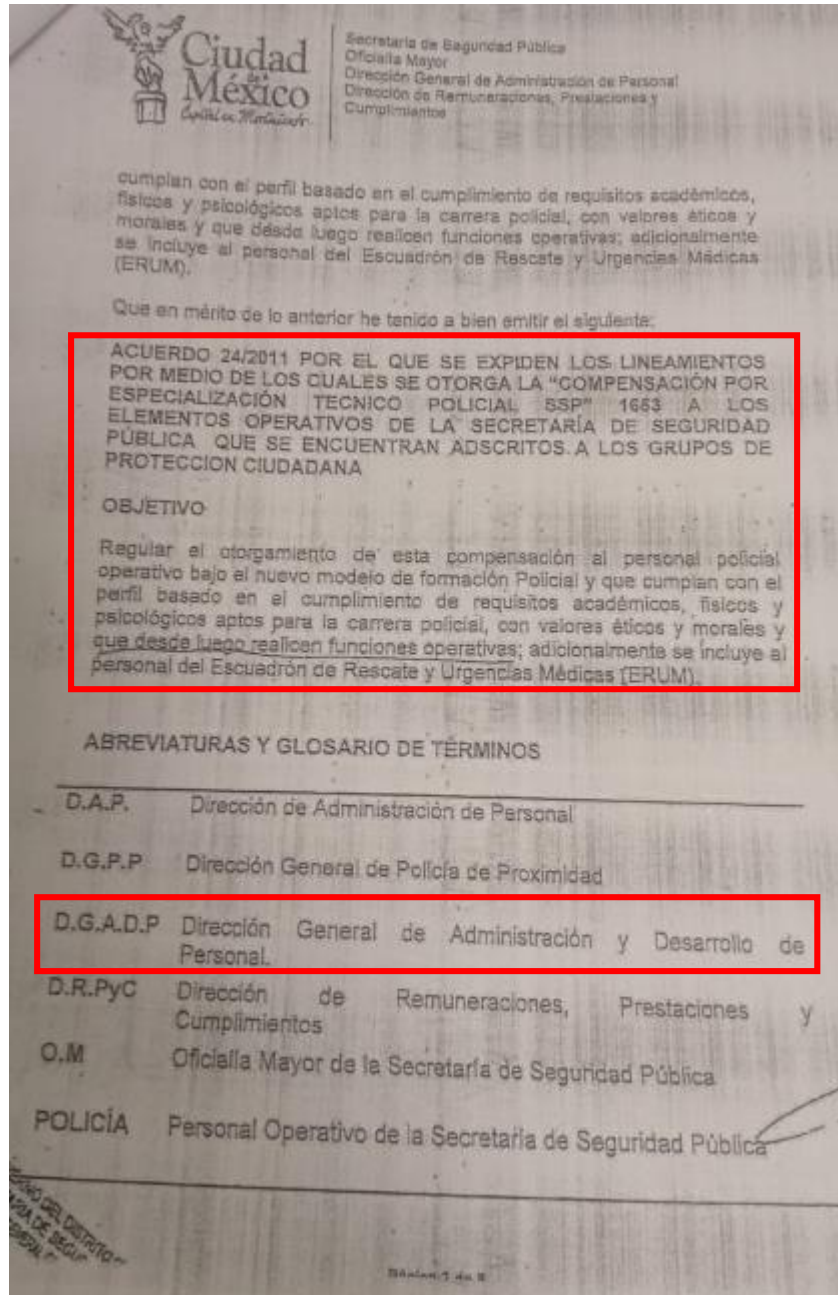 Ciudad
de
México
Capital en Movimiento
Secretaría de Seguridad Pública
Oficialía Mayor
Dirección General de Administración de Personal
Dirección de Remuneraciones, Prestaciones y
Cumplimientos
cumplan con el perfil basado en el cumplimiento de requisitos académicos,
físicos y psicológicos aptos para la carrera policial, con valores éticos y
morales y que desde luego realicen funciones operativas; adicionalmente
se incluye al personal del Escuadrón de Rescate y Urgencias Médicas
(ERUM).
Que en mérito de lo anterior he tenido a bien emitir el siguiente:
ACUERDO 24/2011 POR EL QUE SE EXPIDEN LOS LINEAMIENTOS
POR MEDIO DE LOS CUALES SE OTORGA LA “COMPENSACIÓN POR
ESPECIALIZACIÓN TECNICO POLICIAL SSP” 1653 A LOS
ELEMENTOS OPERATIVOS DE LA SECRETARÍA DE SEGURIDAD
PÚBLICA QUE SE ENCUENTRAN ADSCRITOS A LOS GRUPOS DE
PROTECCION CIUDADANA
OBJETIVO
Regular el otorgamiento de esta compensación al personal policial
operativo bajo el nuevo modelo de formación Policial y que cumplan con el
perfil basado en el cumplimiento de requisitos académicos, físicos y
psicológicos aptos para la carrera policial, con valores éticos y morales y
que desde luego realicen funciones operativas; adicionalmente se incluye al
personal del Escuadrón de Rescate y Urgencias Médicas (ERUM).
ABREVIATURAS Y GLOSARIO DE TÉRMINOS
D.A.P. Dirección de Administración de Personal
D.G.P.P Dirección General de Policía de Proximidad
D.G.A.D.P Dirección General de Administración y Desarrollo de
Personal.
D.R.PyC Dirección de Remuneraciones, Prestaciones y
Cumplimientos
O.M Oficialía Mayor de la Secretaría de Seguridad Pública
POLICÍA Personal Operativo de la Secretaría de Seguridad Pública
DEL DISTRITO
DE SEGU